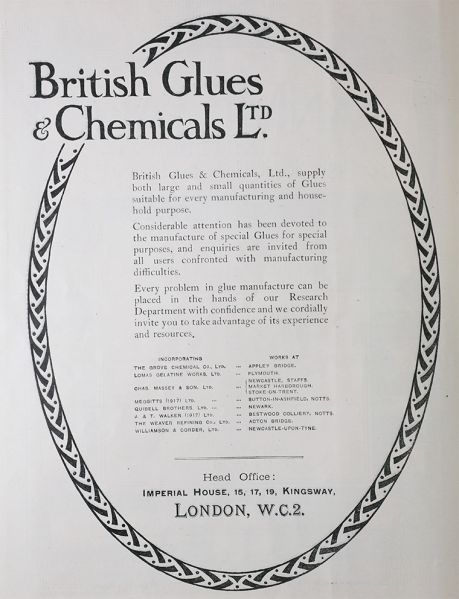 British Glues
& Chemicals LTD.
British Glues & Chemicals, Ltd., supply
both large and small quantities of Glues
suitable for every manufacturing and house-
hold purpose.
Considerable attention has been devoted to
the manufacture of special Glues for special
purposes, and enquiries are invited from
all users confronted with manufacturing
difficulties.
Every problem in glue manufacture can be
placed in the hands of our Research
Department with confidence and we cordially
invite you to take advantage of its experience
and resources.
INCORPORATING WORKS AT
THE GROVE CHEMICAL CO., LTD. ... APPLEY BRIDGE.
LOMAS GELATINE WORKS, LTD. ... PLYMOUTH.
NEWCASTLE, STAFFS.
CHAS. MASSEY & SON, LTD. ... MARKET HARBOROUGH.
STOKE-ON-TRENT.
MEGGITTS (1917) LTD. ... ... SUTTON-IN-ASHFIELD, NOTTS.
QUIBELL BROTHERS, LTD. ... ... NEWARK.
J. & T. WALKER (1917) LTD. ... BESTWOOD COLLIERY, NOTTS.
THE WEAVER REFINING CO., LTD. ... ACTON BRIDGE.
WILLIAMSON & CORDER, LTD. ... NEWCASTLE-UPON-TYNE.
Head Office:
IMPERIAL HOUSE, 15, 17, 19, KINGSWAY,
LONDON, W.C.2.